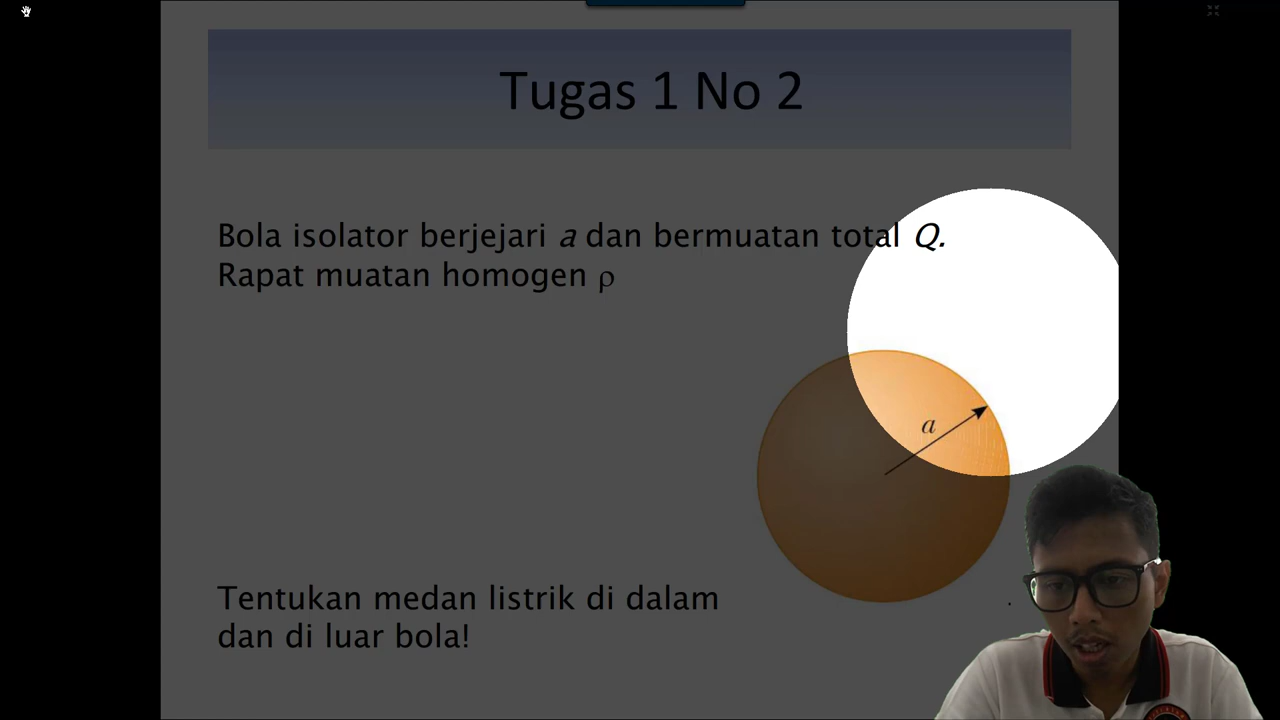 Tugas 1 No 2
Bola isolator berjejari a dan bermuatan total Q.
Rapat muatan homogen ρ
a
Tentukan medan listrik di dalam
dan di luar bola!